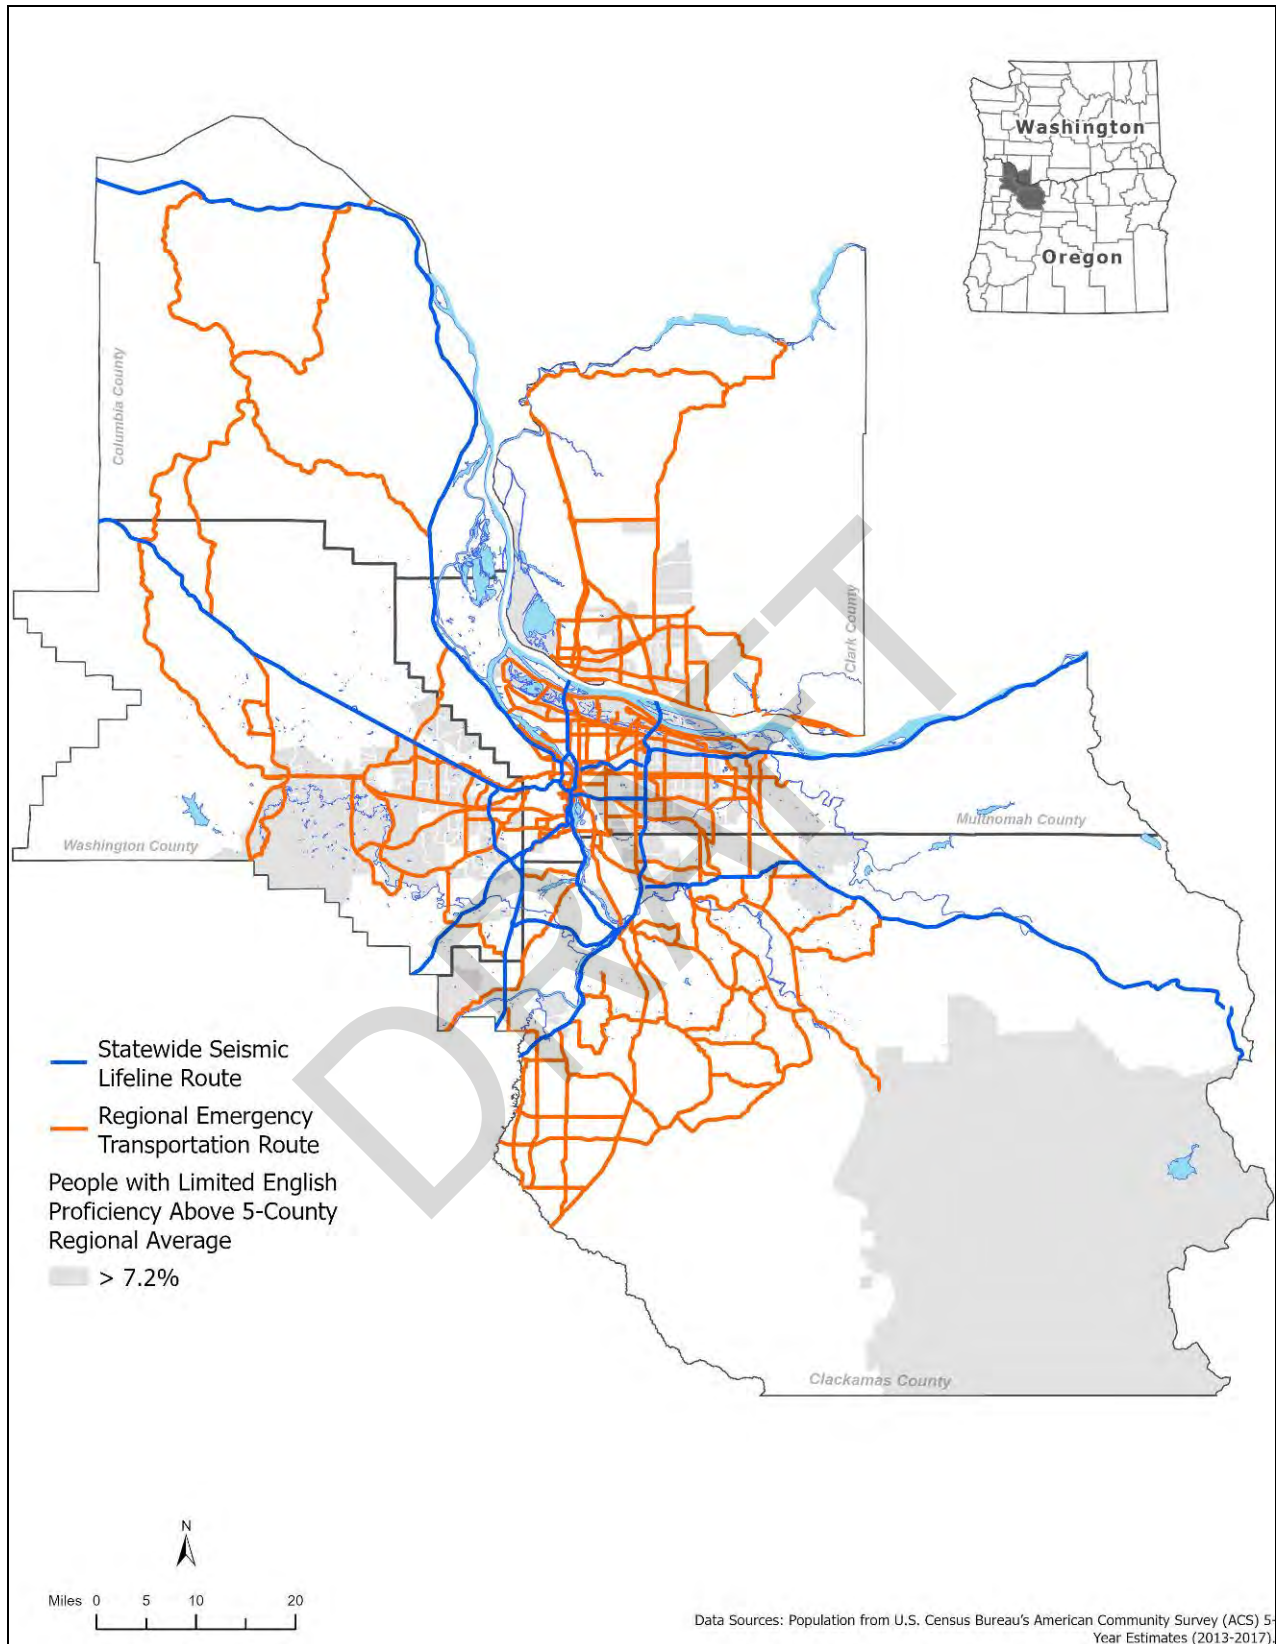 Washington
Oregon
Columbia County
Clark County
Multnomah County
Washington County
DRAFT
Statewide Seismic
Lifeline Route
Regional Emergency
Transportation Route
People with Limited English
Proficiency Above 5-County
Regional Average
> 7.2%
Clackamas County
N
Miles 0 5 10 20
Data Sources: Population from U.S. Census Bureau's American Community Survey (ACS) 5-
Year Estimates (2013-2017).